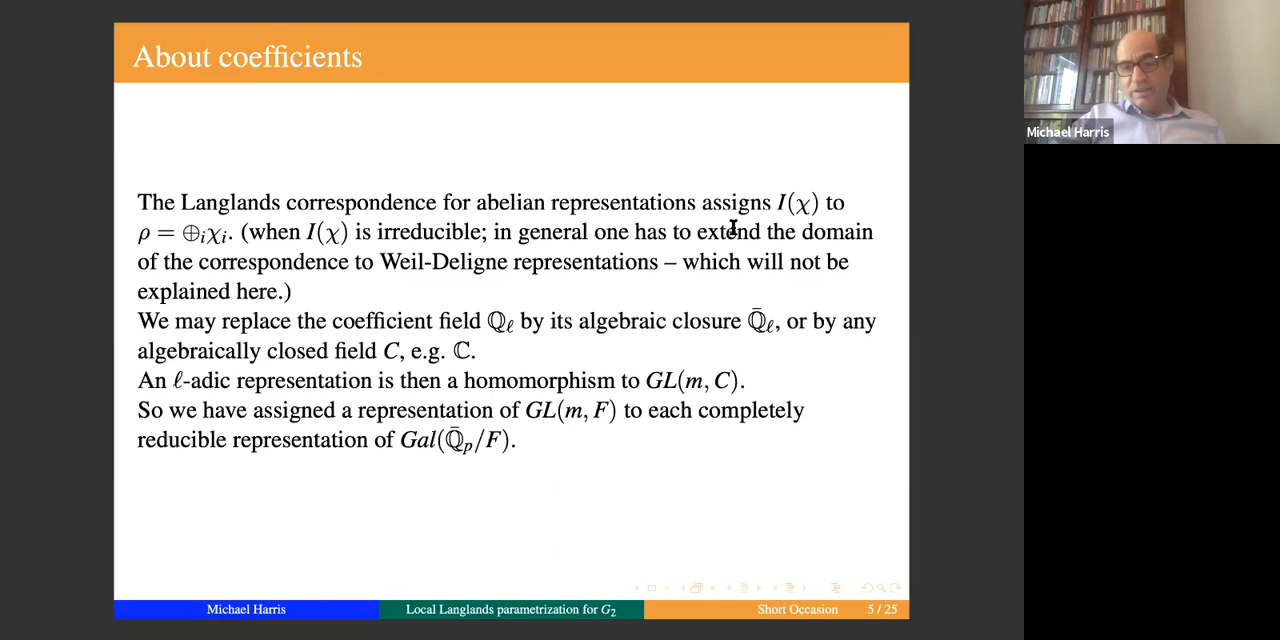 About coefficients
The Langlands correspondence for abelian representations assigns I(χ) to
ρ = ⊕ᵢχᵢ. (when I(χ) is irreducible; in general one has to extend the domain
of the correspondence to Weil-Deligne representations – which will not be
explained here.)
We may replace the coefficient field ℚ_ℓ by its algebraic closure ℚ̄_ℓ, or by any
algebraically closed field C, e.g. ℂ.
An ℓ-adic representation is then a homomorphism to GL(m, C).
So we have assigned a representation of GL(m, F) to each completely
reducible representation of Gal(ℚ̄_p/F).
Michael Harris
Local Langlands parametrization for G₂
Short Occasion
5 / 25
Michael Harris